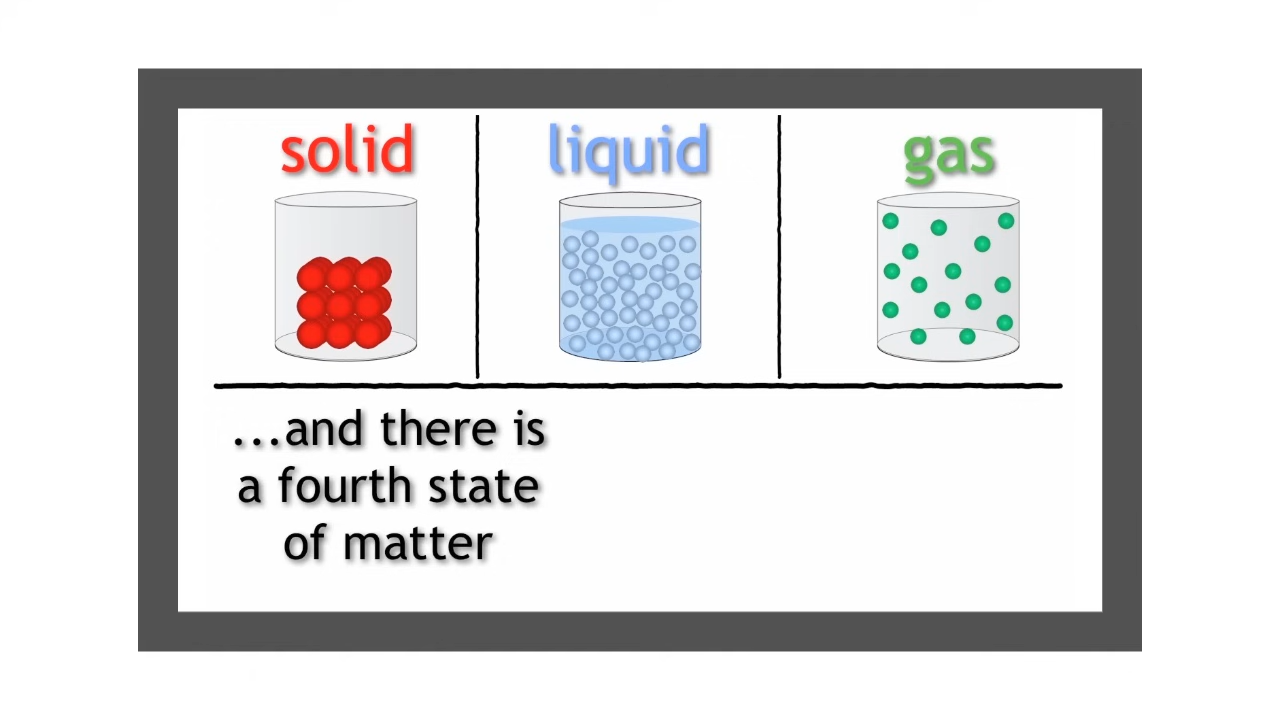 solid
liquid
gas
...and there is
a fourth state
of matter